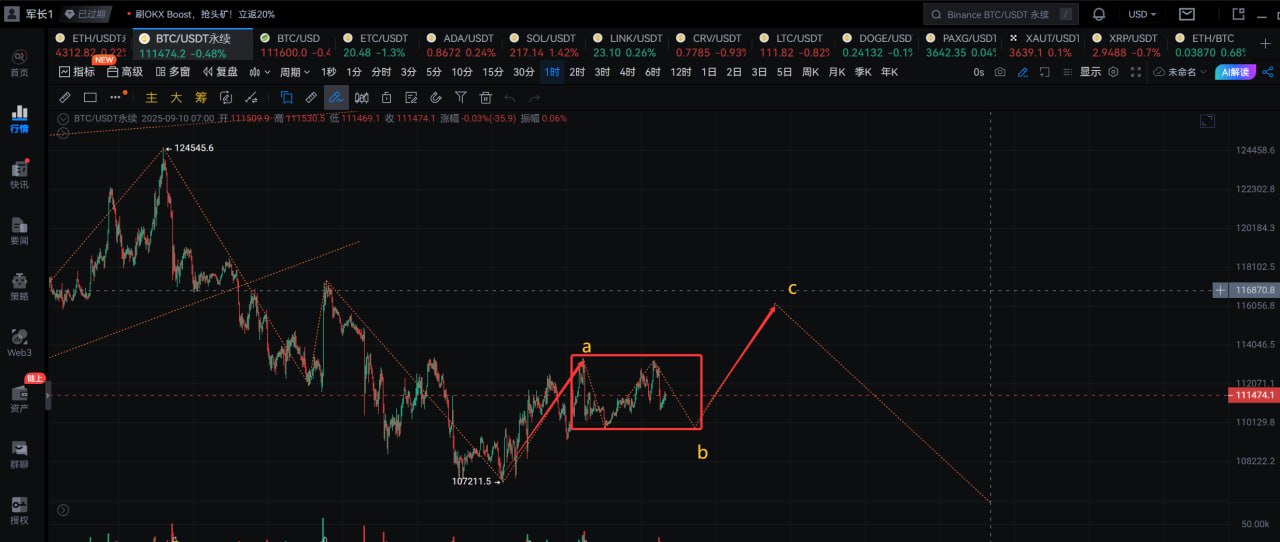 军长1 已过期 • 刷OKX Boost，抢头矿！立返20% Binance BTC/USDT 永续 / USD
ETH/USDT永 BTC/USDT永续 BTC/USD ETC/USDT ADA/USDT SOL/USDT LINK/USDT CRV/USDT LTC/USDT DOGE/USDT PAXG/USDT XAUT/USDT XRP/USDT ETH/BTC
4312.82 0.22% 111474.2 -0.48% 111600.0 -0.4 20.48 -1.3% 0.8672 0.24% 217.14 1.42% 23.10 0.26% 0.7785 -0.93% 111.82 -0.82% 0.24132 -0.1% 3642.35 0.04% 3639.1 0.1% 2.9488 -0.7% 0.03870 0.68%
NEW
指标 高级 多窗 复盘 周期 1秒 1分 分时 3分 5分 10分 15分 30分 1时 2时 3时 4时 6时 12时 1日 2日 3日 5日 周K 月K 季K 年K 0s 显示 未命名 AI解读
主 大 筹
BTC/USDT永续 2025-09-10 07:00 开 111509.9 高 111530.5 低 111469.1 收 111474.1 涨幅 -0.03%(-35.9) 振幅 0.06%
首页
行情
快讯
要闻
策略
Web3
链上
资产
群聊
授权
124545.6
107211.5
a
b
c
124458.6
122302.8
120184.3
118102.5
116870.8
116056.8
114046.5
112071.1
111474.1
110129.8
108222.2
50.00k